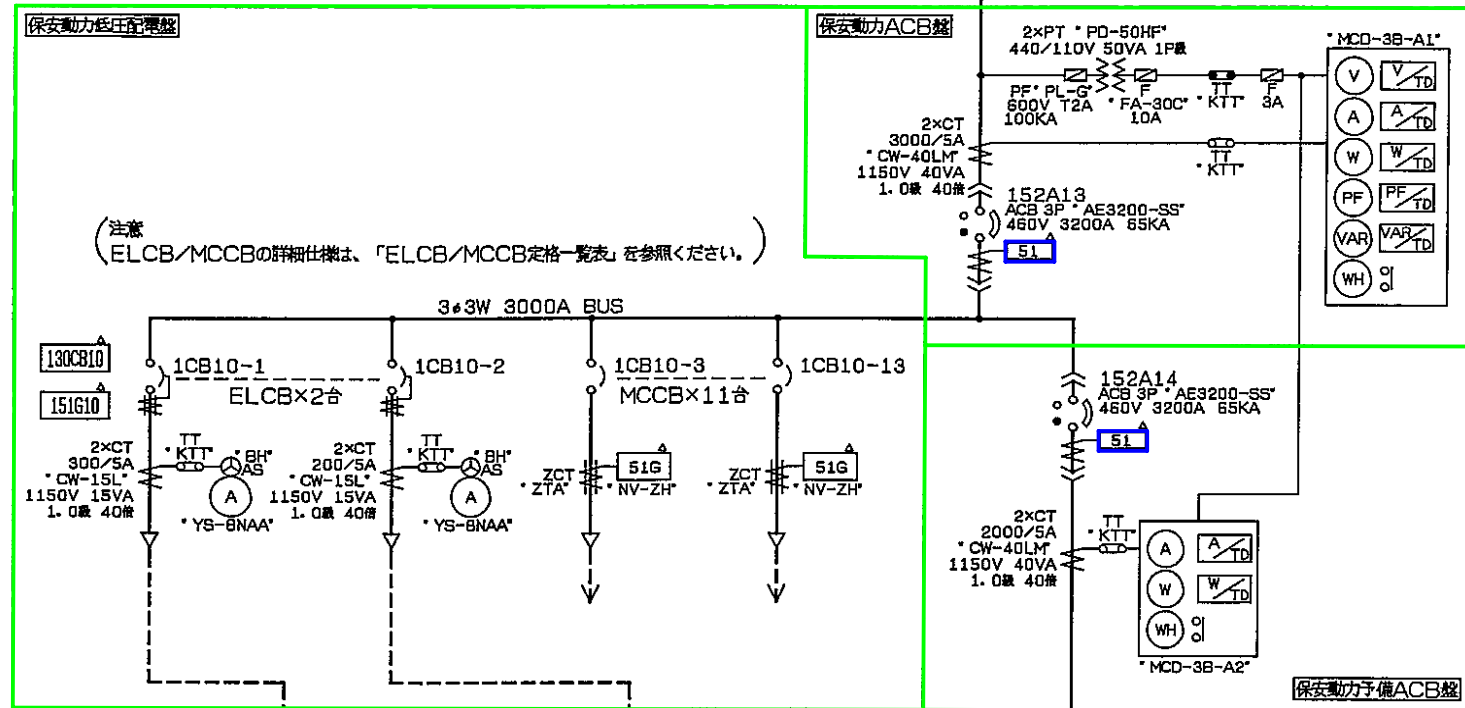 保安動力低圧配電盤
保安動力ACB盤
2×PT "PD-50HF"
440/110V 50VA 1P級
PF"PL-G"
600V T2A
100KA
F
"FA-30C"
10A
TT
"KTT"
F
3A
"MCD-3B-A1"
V
V/TD
A
A/TD
W
W/TD
PF
PF/TD
VAR
VAR/TD
WH
2×CT
3000/5A
"CW-40LM"
1150V 40VA
1.0級 40倍
TT
"KTT"
152A13
ACB 3P "AE3200-SS"
460V 3200A 65KA
51
注意
ELCB/MCCBの詳細仕様は、「ELCB/MCCB定格一覧表」を参照ください。
3φ3W 3000A BUS
130CB10
151G10
1CB10-1
ELCB×2台
1CB10-2
1CB10-3
MCCB×11台
1CB10-13
2×CT
300/5A
"CW-15L"
1150V 15VA
1.0級 40倍
TT
"KTT"
"BH"
AS
A
"YS-8NAA"
2×CT
200/5A
"CW-15L"
1150V 15VA
1.0級 40倍
TT
"KTT"
"BH"
AS
A
"YS-8NAA"
ZCT
"ZTA"
51G
"NV-ZH"
ZCT
"ZTA"
51G
"NV-ZH"
152A14
ACB 3P "AE3200-SS"
460V 3200A 65KA
51
2×CT
2000/5A
"CW-40LM"
1150V 40VA
1.0級 40倍
TT
"KTT"
A
A/TD
W
W/TD
WH
"MCD-3B-A2"
保安動力予備ACB盤